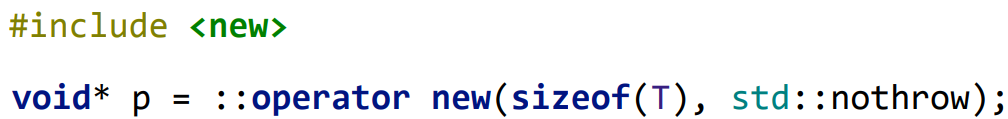 #include <new>
void* p = ::operator new(sizeof(T), std::nothrow);